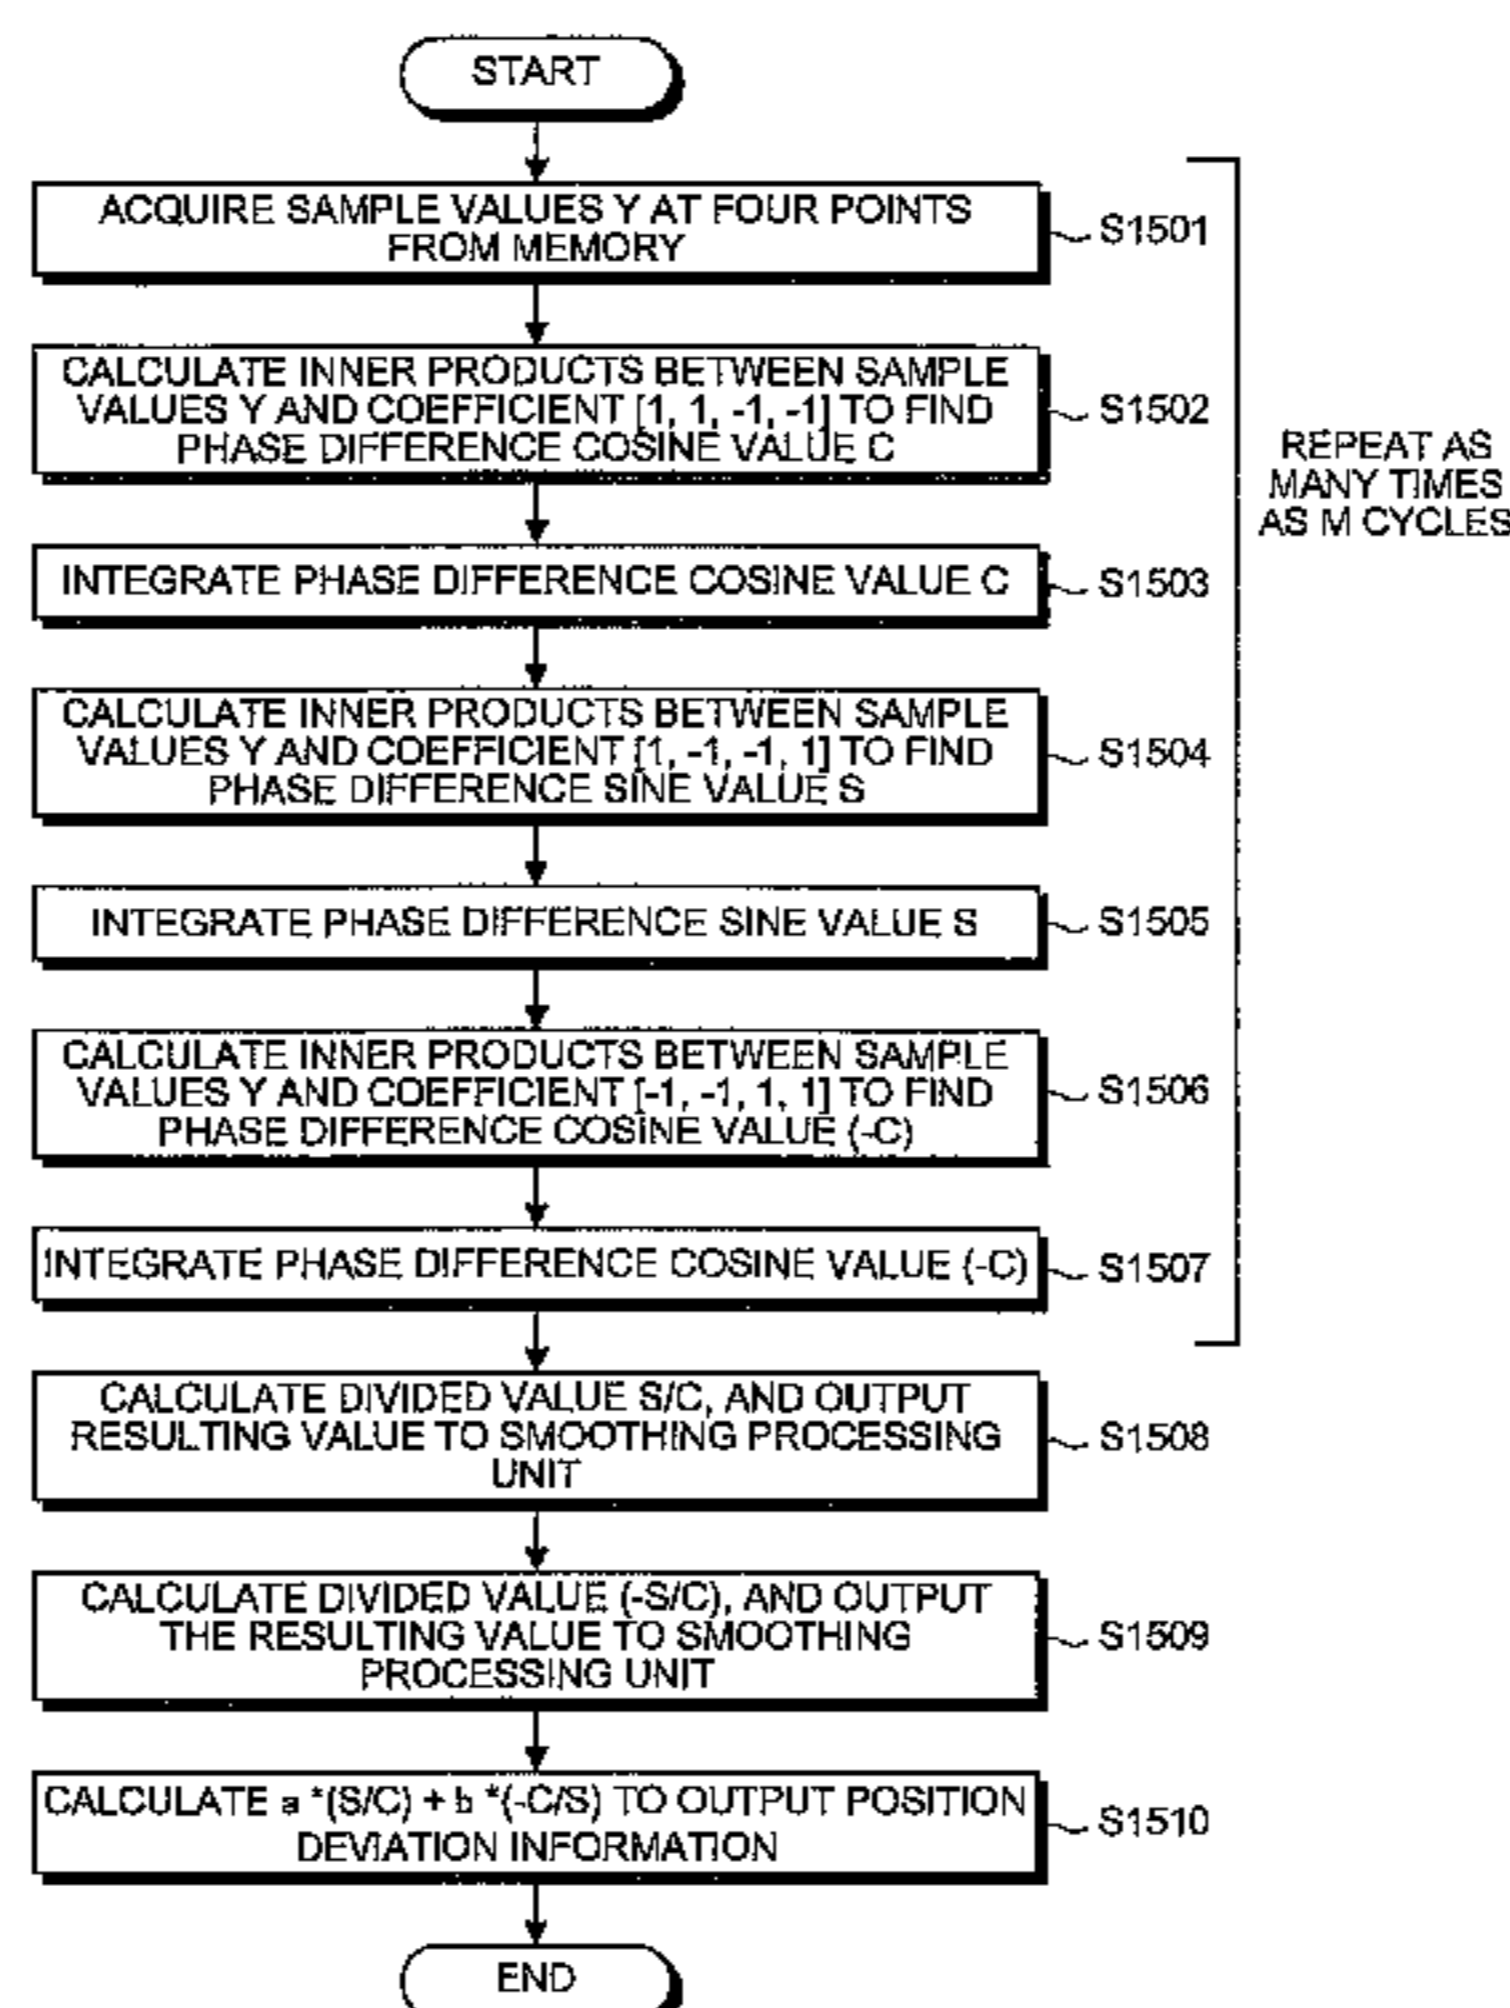 START
ACQUIRE SAMPLE VALUES Y AT FOUR POINTS
FROM MEMORY
S1501
CALCULATE INNER PRODUCTS BETWEEN SAMPLE
VALUES Y AND COEFFICIENT [1, 1, -1, -1] TO FIND
PHASE DIFFERENCE COSINE VALUE C
S1502
REPEAT AS
MANY TIMES
AS M CYCLES
INTEGRATE PHASE DIFFERENCE COSINE VALUE C
S1503
CALCULATE INNER PRODUCTS BETWEEN SAMPLE
VALUES Y AND COEFFICIENT [1, -1, -1, 1] TO FIND
PHASE DIFFERENCE SINE VALUE S
S1504
INTEGRATE PHASE DIFFERENCE SINE VALUE S
S1505
CALCULATE INNER PRODUCTS BETWEEN SAMPLE
VALUES Y AND COEFFICIENT [-1, -1, 1, 1] TO FIND
PHASE DIFFERENCE COSINE VALUE (-C)
S1506
INTEGRATE PHASE DIFFERENCE COSINE VALUE (-C)
S1507
CALCULATE DIVIDED VALUE S/C, AND OUTPUT
RESULTING VALUE TO SMOOTHING PROCESSING
UNIT
S1508
CALCULATE DIVIDED VALUE (-S/C), AND OUTPUT
THE RESULTING VALUE TO SMOOTHING
PROCESSING UNIT
S1509
CALCULATE a *(S/C) + b *(-C/S) TO OUTPUT POSITION
DEVIATION INFORMATION
S1510
END